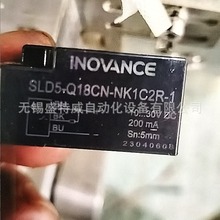 INOVANCE
SLD5-Q18CN-NK1C2R-1
无锡盛特威自动化设备有限公司
BK
BU
10...30V DC
200 mA
Sn:5mm
2304060B